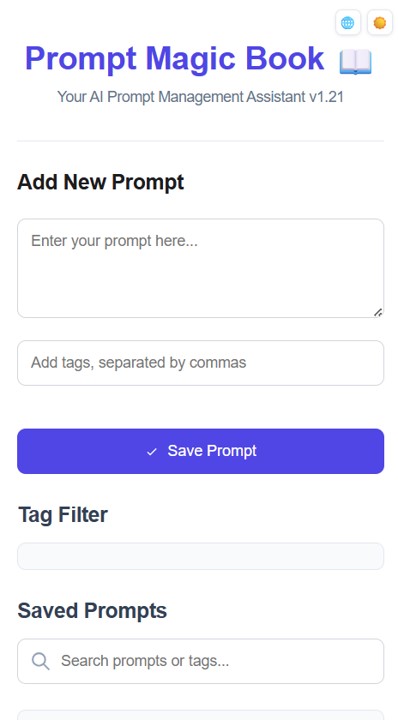 Prompt Magic Book
Your AI Prompt Management Assistant v1.21
Add New Prompt
Enter your prompt here...
Add tags, separated by commas
Save Prompt
Tag Filter
Saved Prompts
Search prompts or tags...